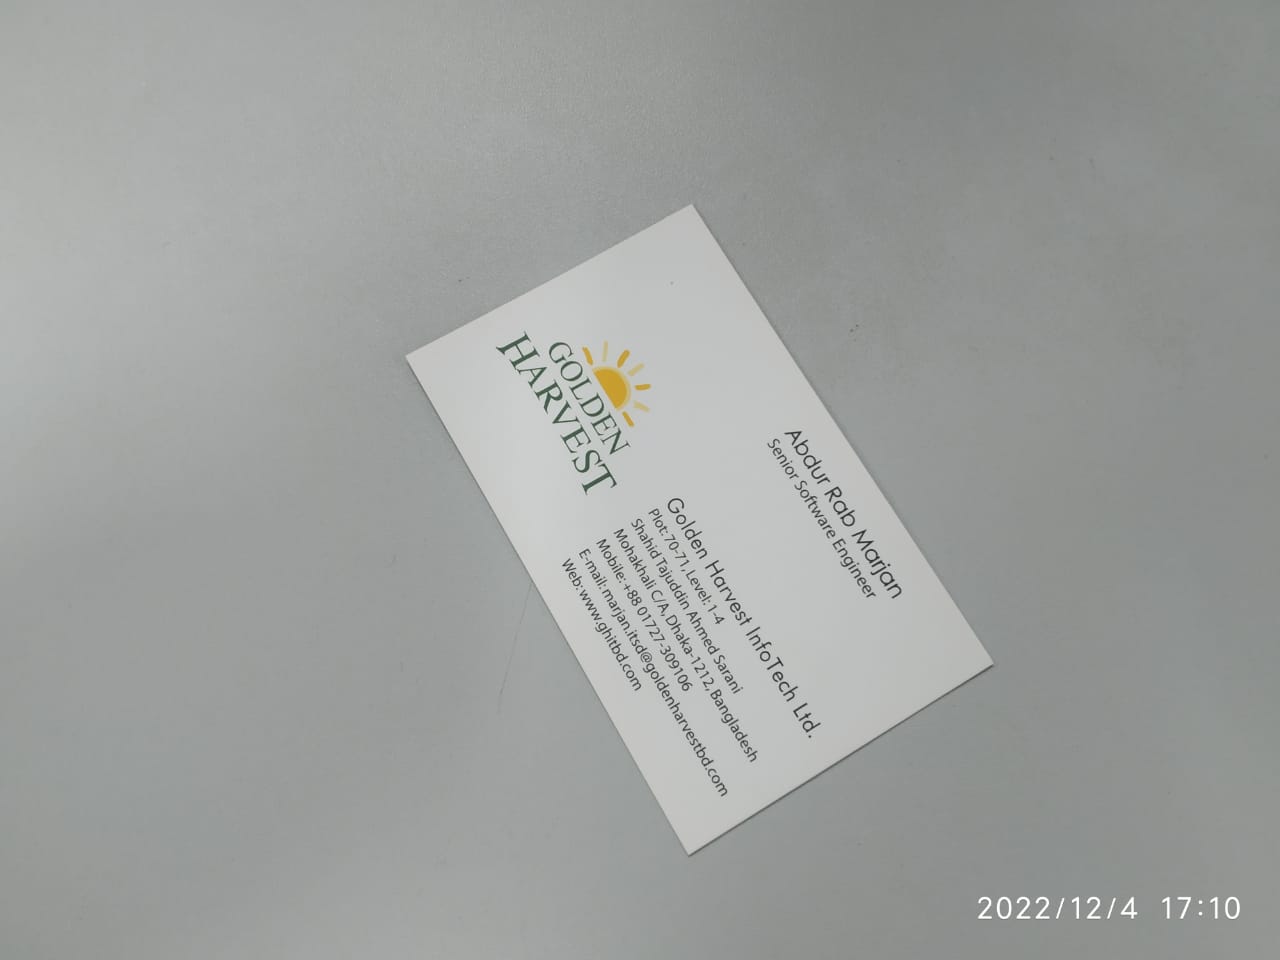 GOLDEN
HARVEST
Abdur Rab Marjan
Senior Software Engineer
Golden Harvest InfoTech Ltd.
Plot: 70-71, Level: 1-4
Shahid Tajuddin Ahmed Sarani
Mohakhali C/A, Dhaka-1212, Bangladesh
Mobile: +88 01727-309106
E-mail: marjan.itsd@goldenharvestbd.com
Web: www.ghitbd.com
2022/12/4 17:10